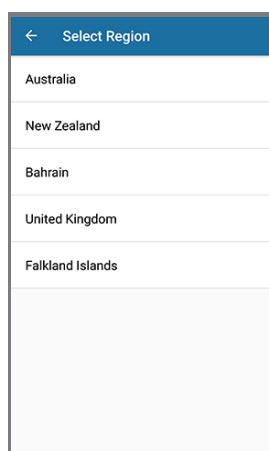 Select Region
Australia
New Zealand
Bahrain
United Kingdom
Falkland Islands